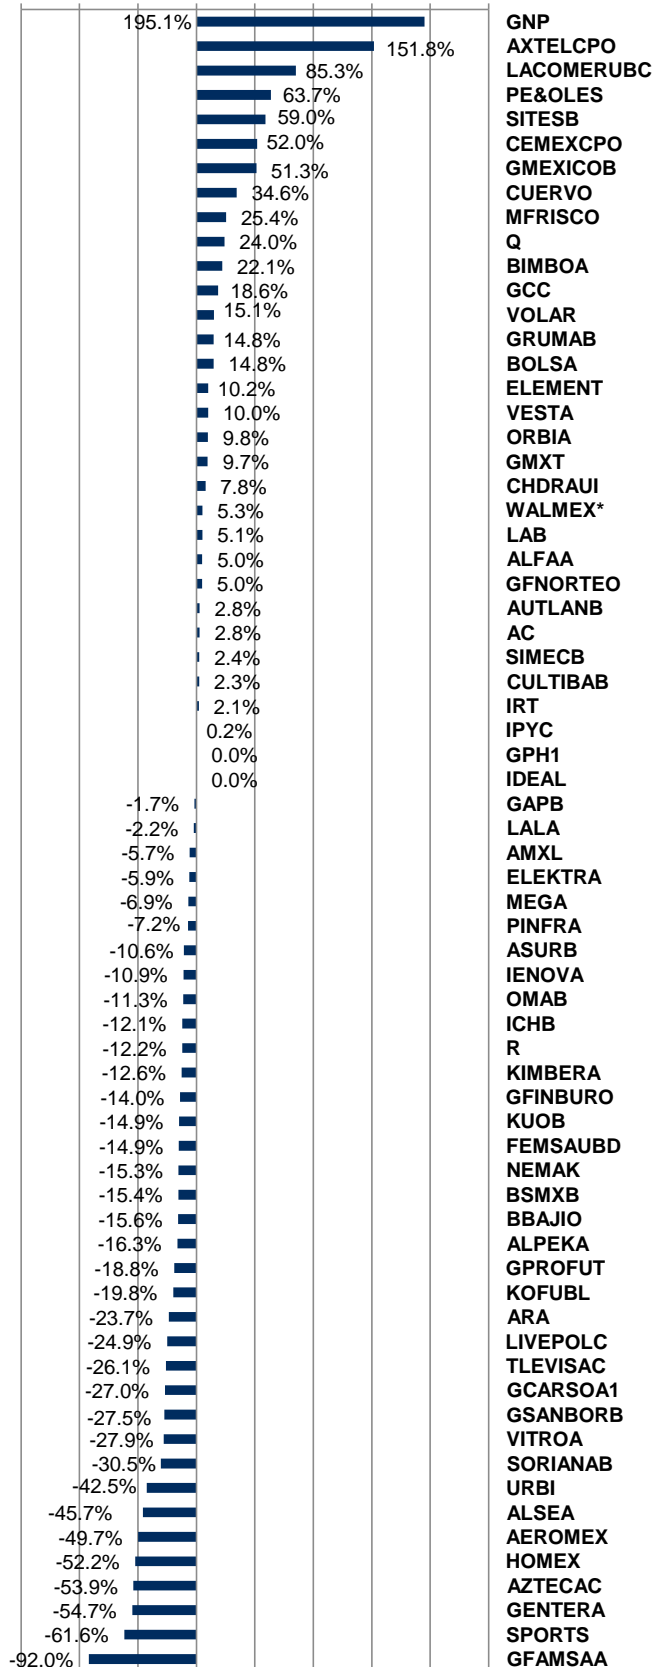 195.1% GNP
151.8% AXTELCPO
85.3% LACOMERUBC
63.7% PE&OLES
59.0% SITESB
52.0% CEMEXCPO
51.3% GMEXICOB
34.6% CUERVO
25.4% MFRISCO
24.0% Q
22.1% BIMBOA
18.6% GCC
15.1% VOLAR
14.8% GRUMAB
14.8% BOLSA
10.2% ELEMENT
10.0% VESTA
9.8% ORBIA
9.7% GMXT
7.8% CHDRAUI
5.3% WALMEX*
5.1% LAB
5.0% ALFAA
5.0% GFNORTEO
2.8% AUTLANB
2.8% AC
2.4% SIMECB
2.3% CULTIBAB
2.1% IRT
0.2% IPYC
0.0% GPH1
0.0% IDEAL
-1.7% GAPB
-2.2% LALA
-5.7% AMXL
-5.9% ELEKTRA
-6.9% MEGA
-7.2% PINFRA
-10.6% ASURB
-10.9% IENOVA
-11.3% OMAB
-12.1% ICHB
-12.2% R
-12.6% KIMBERA
-14.0% GFINBURO
-14.9% KUOB
-14.9% FEMSAUBD
-15.3% NEMAK
-15.4% BSMXB
-15.6% BBAJIO
-16.3% ALPEKA
-18.8% GPROFUT
-19.8% KOFUBL
-23.7% ARA
-24.9% LIVEPOLC
-26.1% TLEVISAC
-27.0% GCARSOA1
-27.5% GSANBORB
-27.9% VITROA
-30.5% SORIANAB
-42.5% URBI
-45.7% ALSEA
-49.7% AEROMEX
-52.2% HOMEX
-53.9% AZTECAC
-54.7% GENTERA
-61.6% SPORTS
-92.0% GFAMSAA